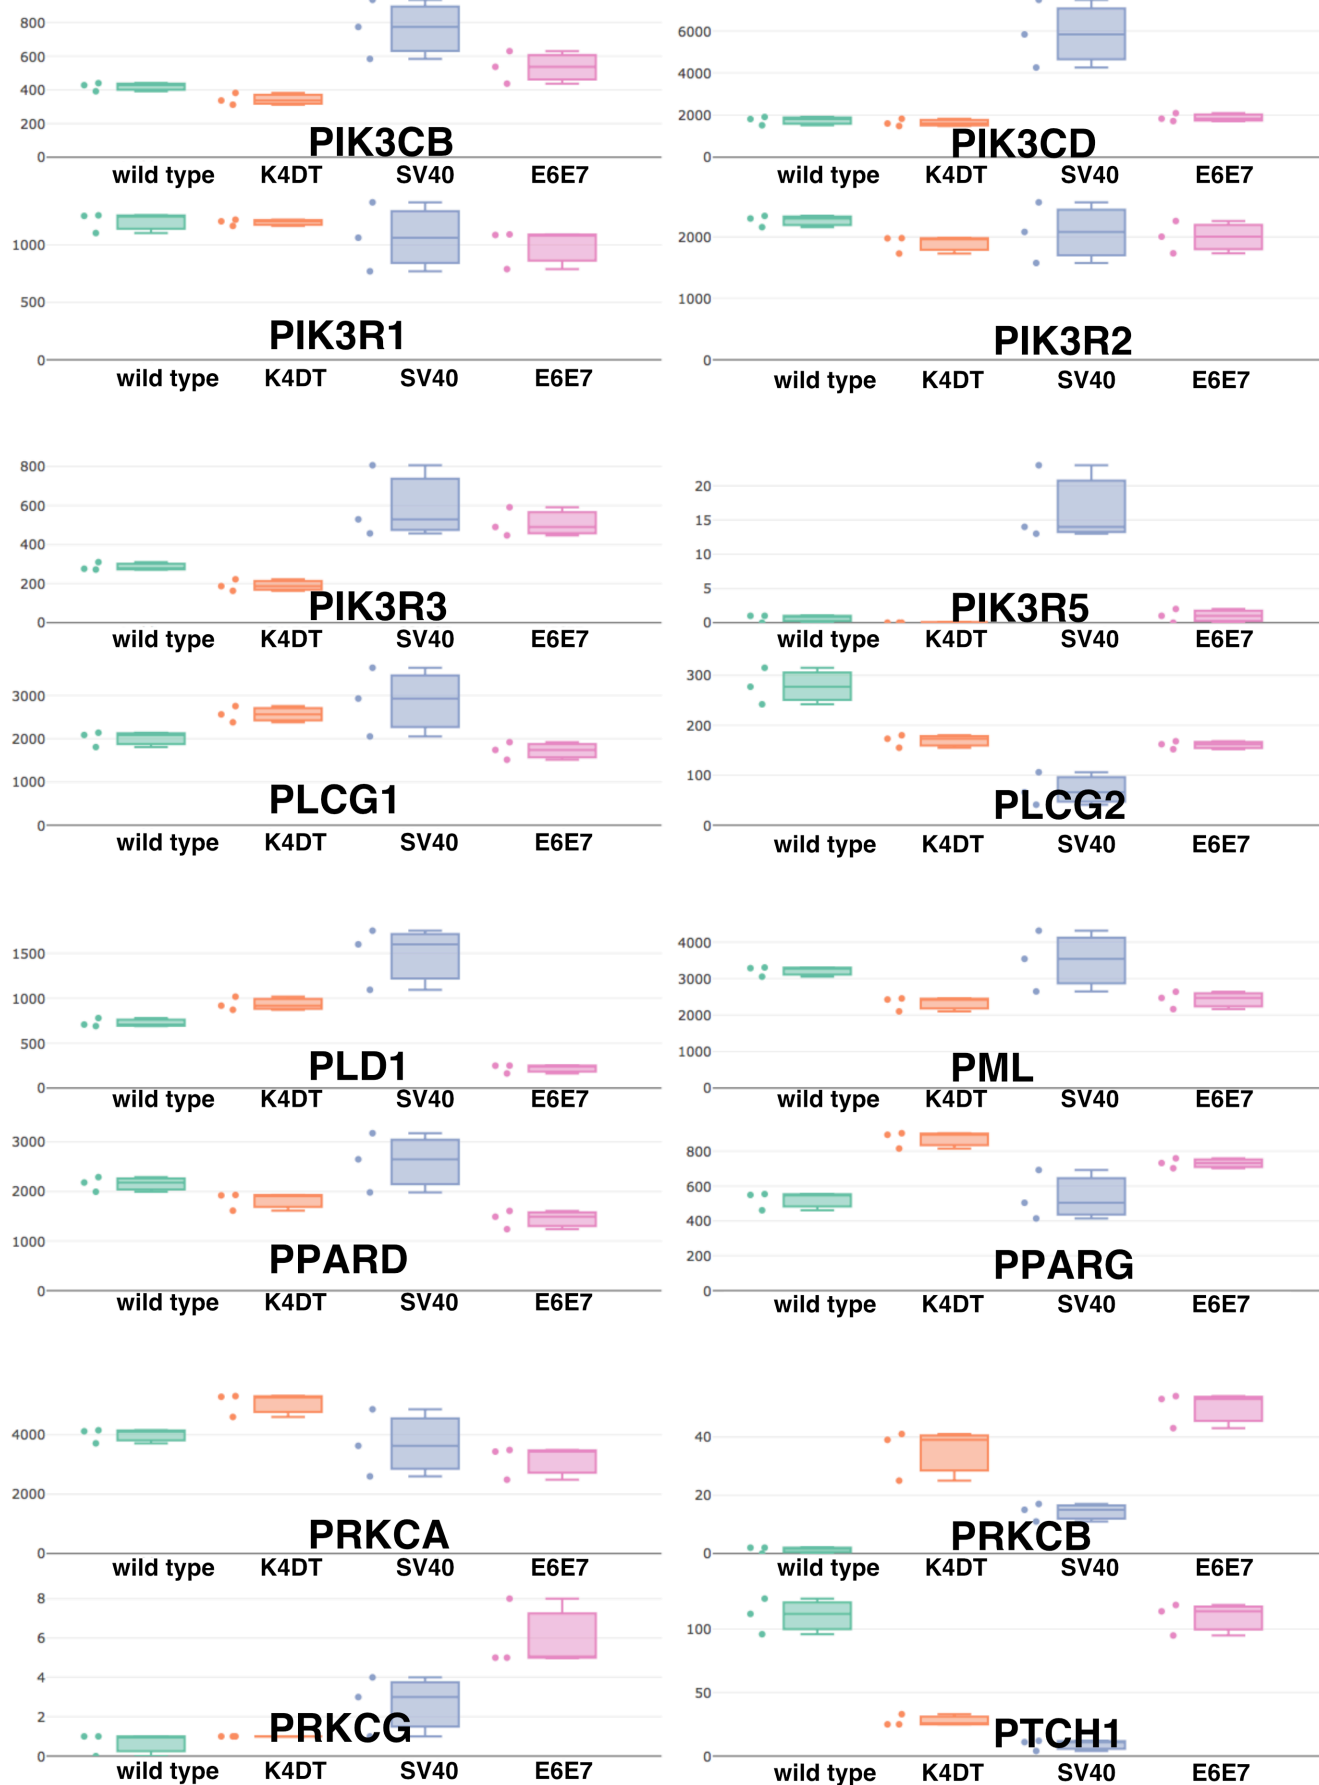 800
600
400
200
0
PIK3CB
wild type K4DT SV40 E6E7
6000
4000
2000
0
PIK3CD
wild type K4DT SV40 E6E7
1000
500
0
PIK3R1
wild type K4DT SV40 E6E7
2000
1000
0
PIK3R2
wild type K4DT SV40 E6E7
800
600
400
200
0
PIK3R3
wild type K4DT SV40 E6E7
20
15
10
5
0
PIK3R5
wild type K4DT SV40 E6E7
3000
2000
1000
0
PLCG1
wild type K4DT SV40 E6E7
300
200
100
0
PLCG2
wild type K4DT SV40 E6E7
1500
1000
500
0
PLD1
wild type K4DT SV40 E6E7
4000
3000
2000
1000
0
PML
wild type K4DT SV40 E6E7
3000
2000
1000
0
PPARD
wild type K4DT SV40 E6E7
800
600
400
200
0
PPARG
wild type K4DT SV40 E6E7
4000
2000
0
PRKCA
wild type K4DT SV40 E6E7
40
20
0
PRKCB
wild type K4DT SV40 E6E7
8
6
4
2
0
PRKCG
wild type K4DT SV40 E6E7
100
50
0
PTCH1
wild type K4DT SV40 E6E7